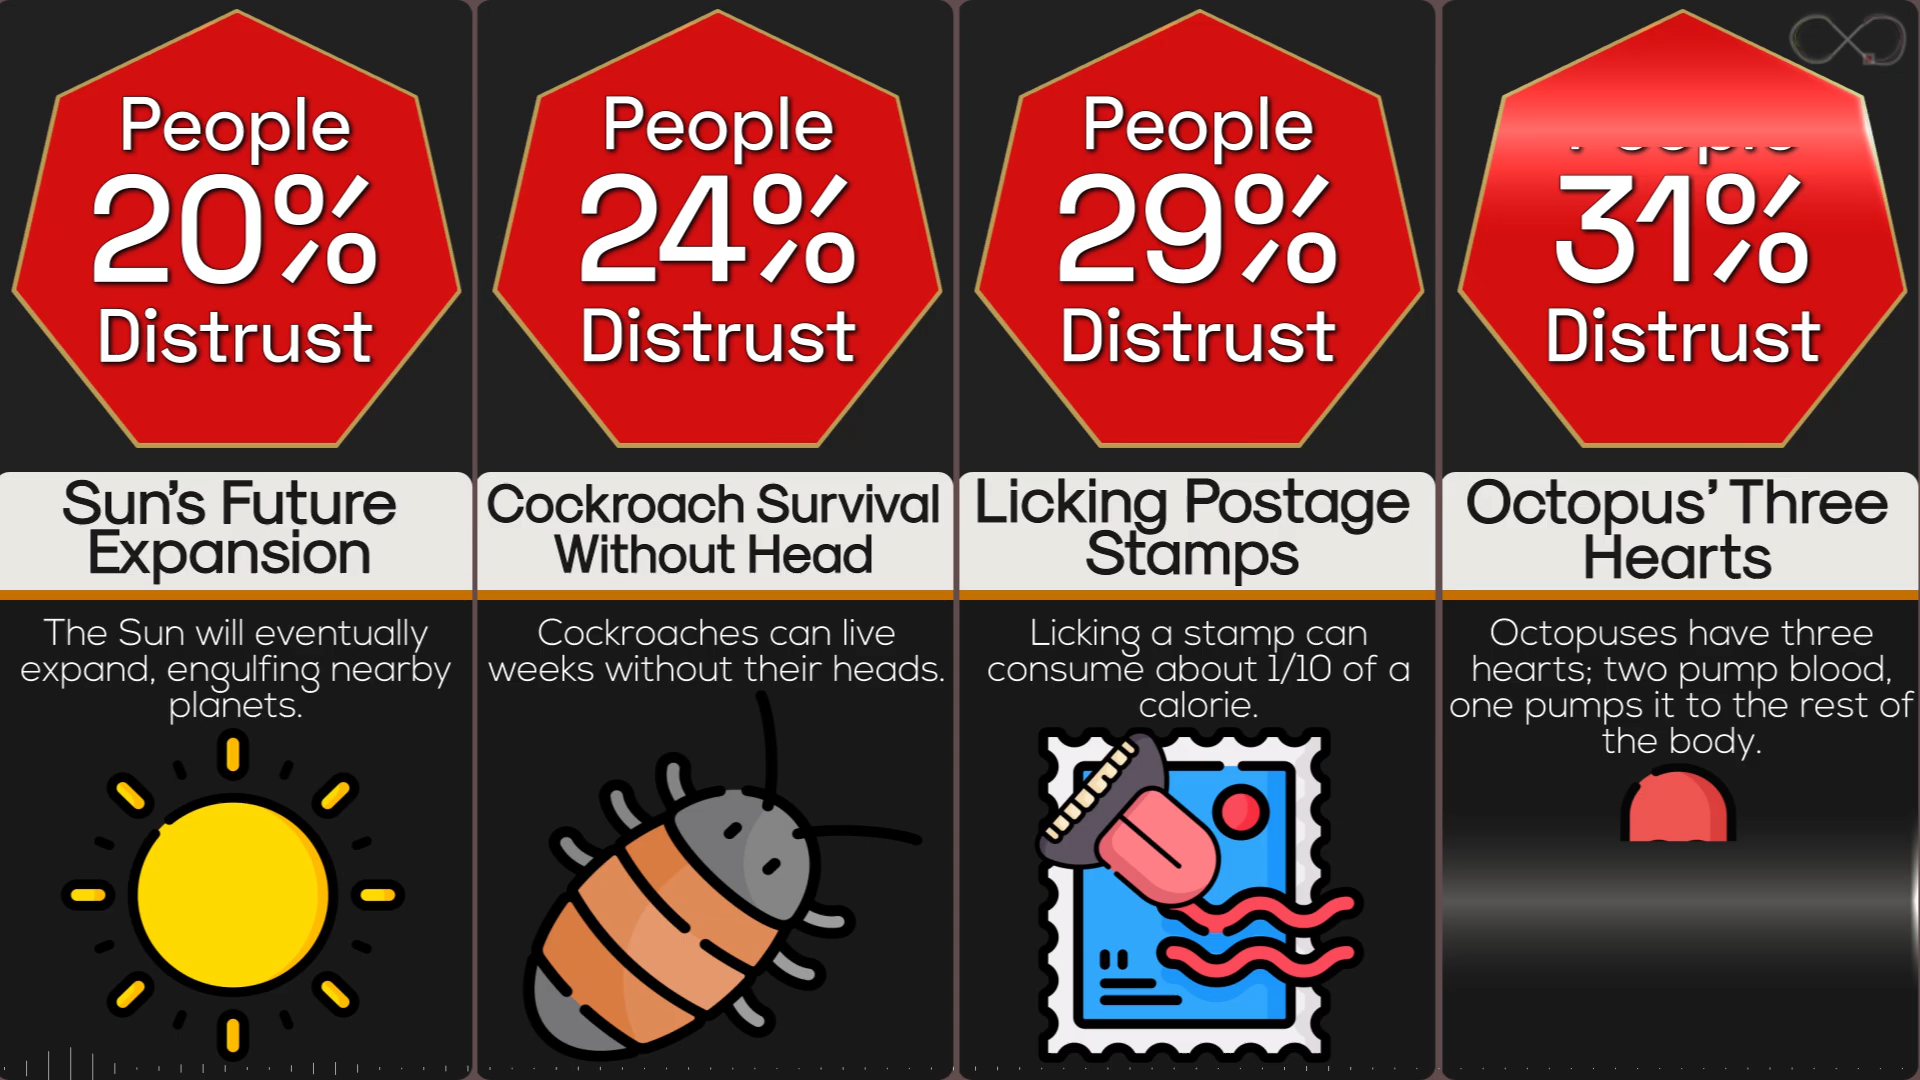 People
20%
Distrust
Sun's Future
Expansion
The Sun will eventually
expand, engulfing nearby
planets.
People
24%
Distrust
Cockroach Survival
Without Head
Cockroaches can live
weeks without their heads.
People
29%
Distrust
Licking Postage
Stamps
Licking a stamp can
consume about 1/10 of a
calorie.
People
31%
Distrust
Octopus' Three
Hearts
Octopuses have three
hearts; two pump blood,
one pumps it to the rest of
the body.